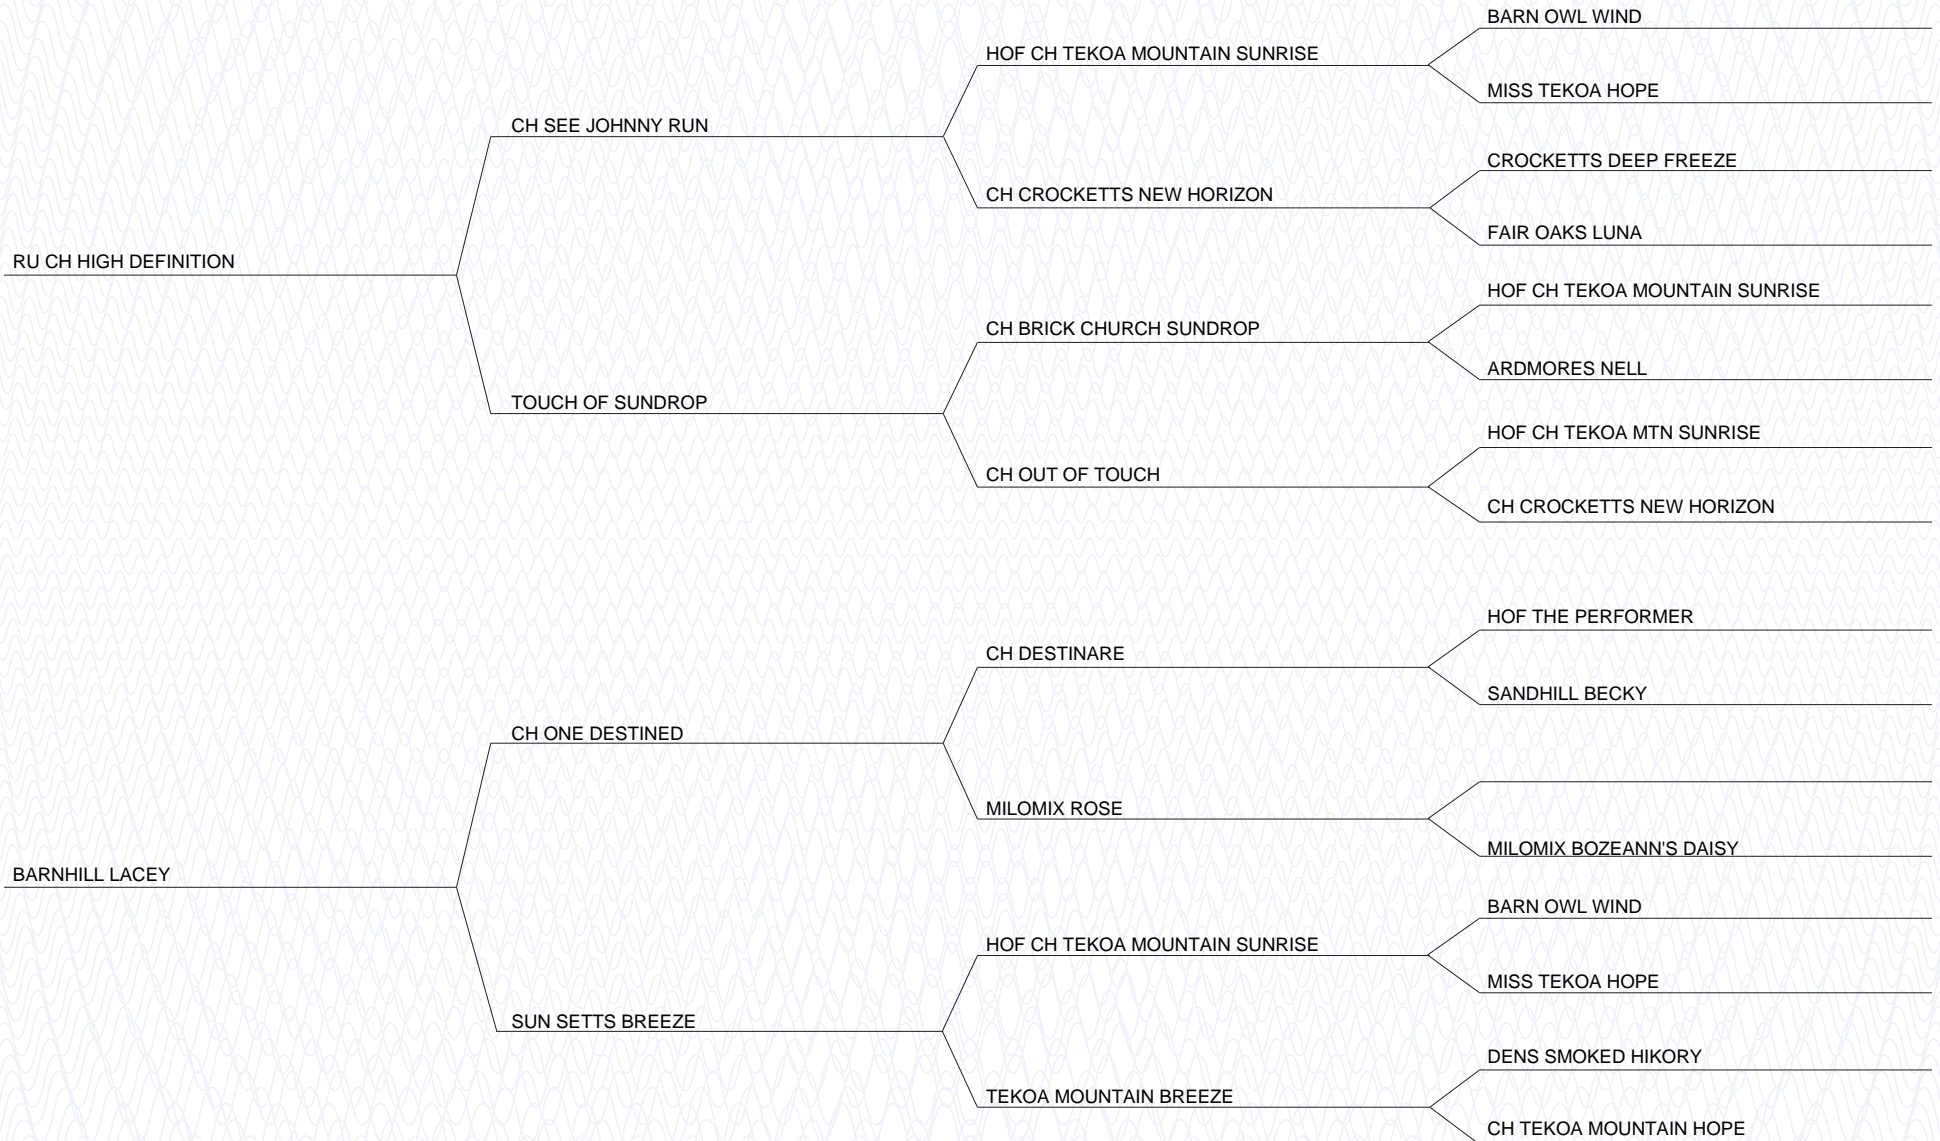 BARN OWL WIND
HOF CH TEKOA MOUNTAIN SUNRISE
MISS TEKOA HOPE
CH SEE JOHNNY RUN
CROCKETTS DEEP FREEZE
CH CROCKETTS NEW HORIZON
FAIR OAKS LUNA
RU CH HIGH DEFINITION
HOF CH TEKOA MOUNTAIN SUNRISE
CH BRICK CHURCH SUNDROP
ARDMORES NELL
TOUCH OF SUNDROP
HOF CH TEKOA MTN SUNRISE
CH OUT OF TOUCH
CH CROCKETTS NEW HORIZON
HOF THE PERFORMER
CH DESTINARE
SANDHILL BECKY
CH ONE DESTINED
MILOMIX ROSE
MILOMIX BOZEANN'S DAISY
BARNHILL LACEY
BARN OWL WIND
HOF CH TEKOA MOUNTAIN SUNRISE
MISS TEKOA HOPE
SUN SETTS BREEZE
DENS SMOKED HIKORY
TEKOA MOUNTAIN BREEZE
CH TEKOA MOUNTAIN HOPE